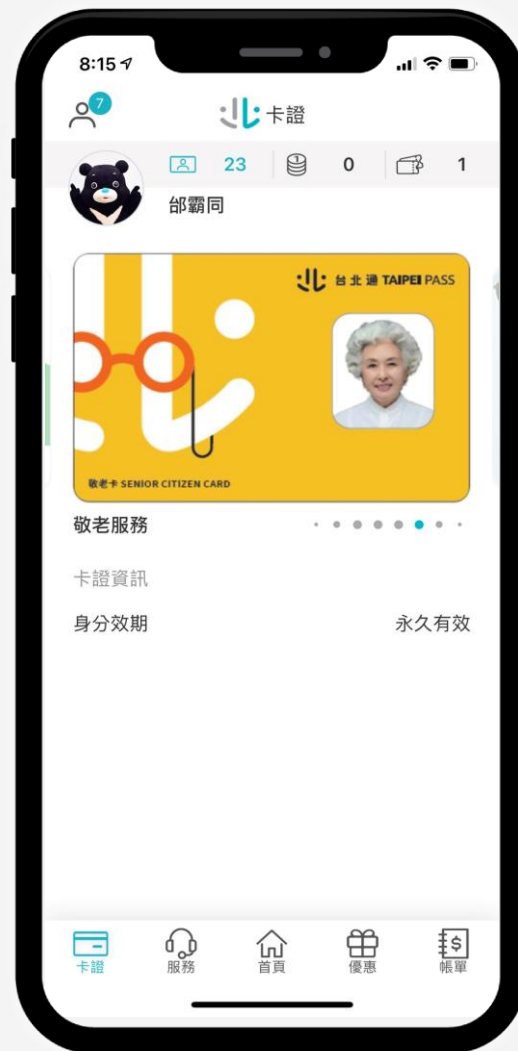 8:15
7
卡證
23
0
1
邰霸同
台北通 TAIPEI PASS
敬老卡 SENIOR CITIZEN CARD
敬老服務
卡證資訊
身分效期
永久有效
卡證
服務
首頁
優惠
帳單